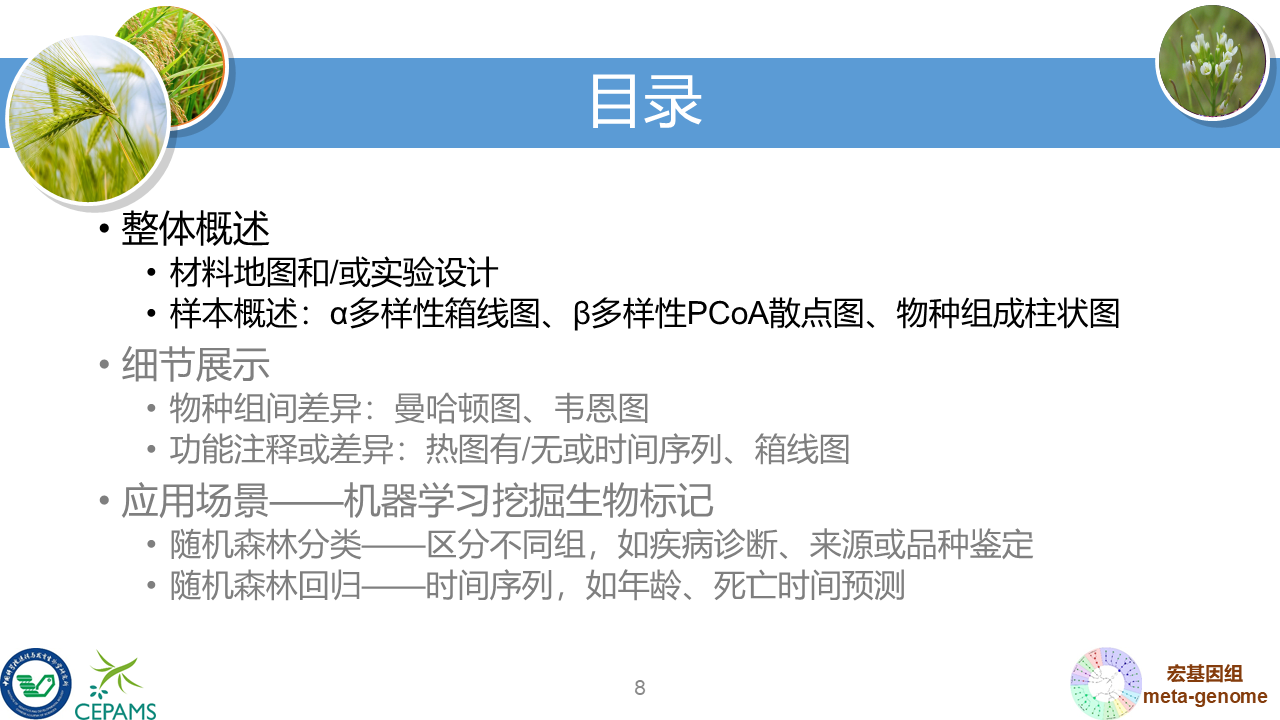 目录
• 整体概述
• 材料地图和/或实验设计
• 样本概述：α多样性箱线图、β多样性PCoA散点图、物种组成柱状图
• 细节展示
• 物种组间差异：曼哈顿图、韦恩图
• 功能注释或差异：热图有/无或时间序列、箱线图
• 应用场景——机器学习挖掘生物标记
• 随机森林分类——区分不同组，如疾病诊断、来源或品种鉴定
• 随机森林回归——时间序列，如年龄、死亡时间预测
CEPAMS
8
宏基因组
meta-genome